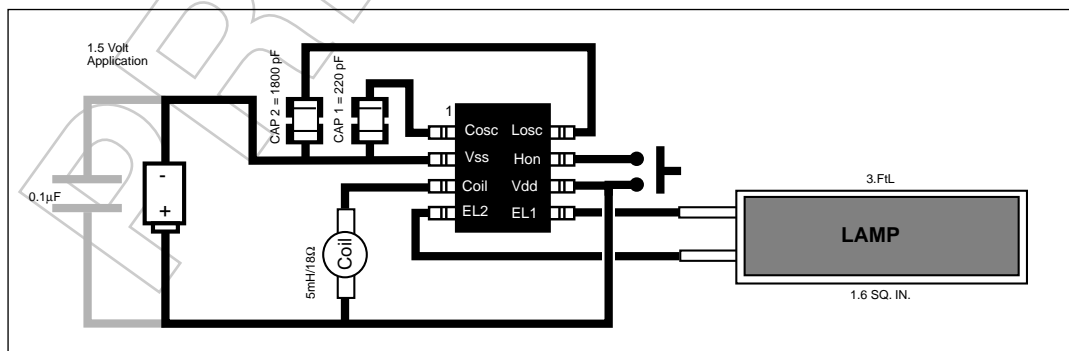 1.5 Volt
Application
CAP 2 = 1800 pF
CAP 1 = 220 pF
1
Cosc
Losc
Vss
Hon
Coil
Vdd
EL2
EL1
0.1µF
-
+
Coil
5mH/18Ω
3.FtL
LAMP
1.6 SQ. IN.